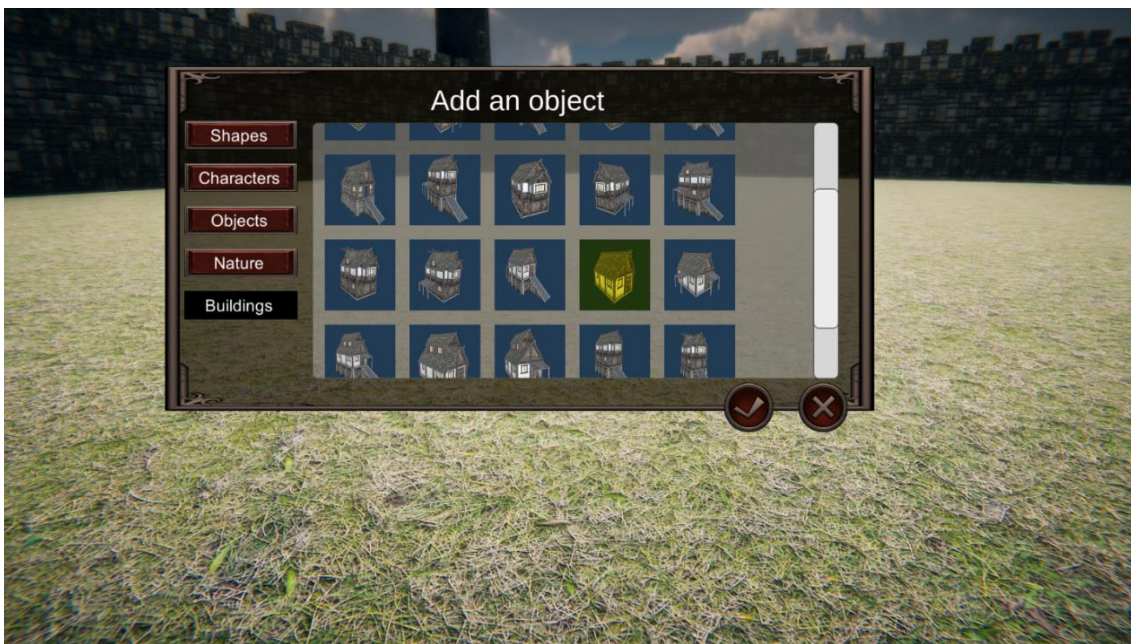 Add an object
Shapes
Characters
Objects
Nature
Buildings